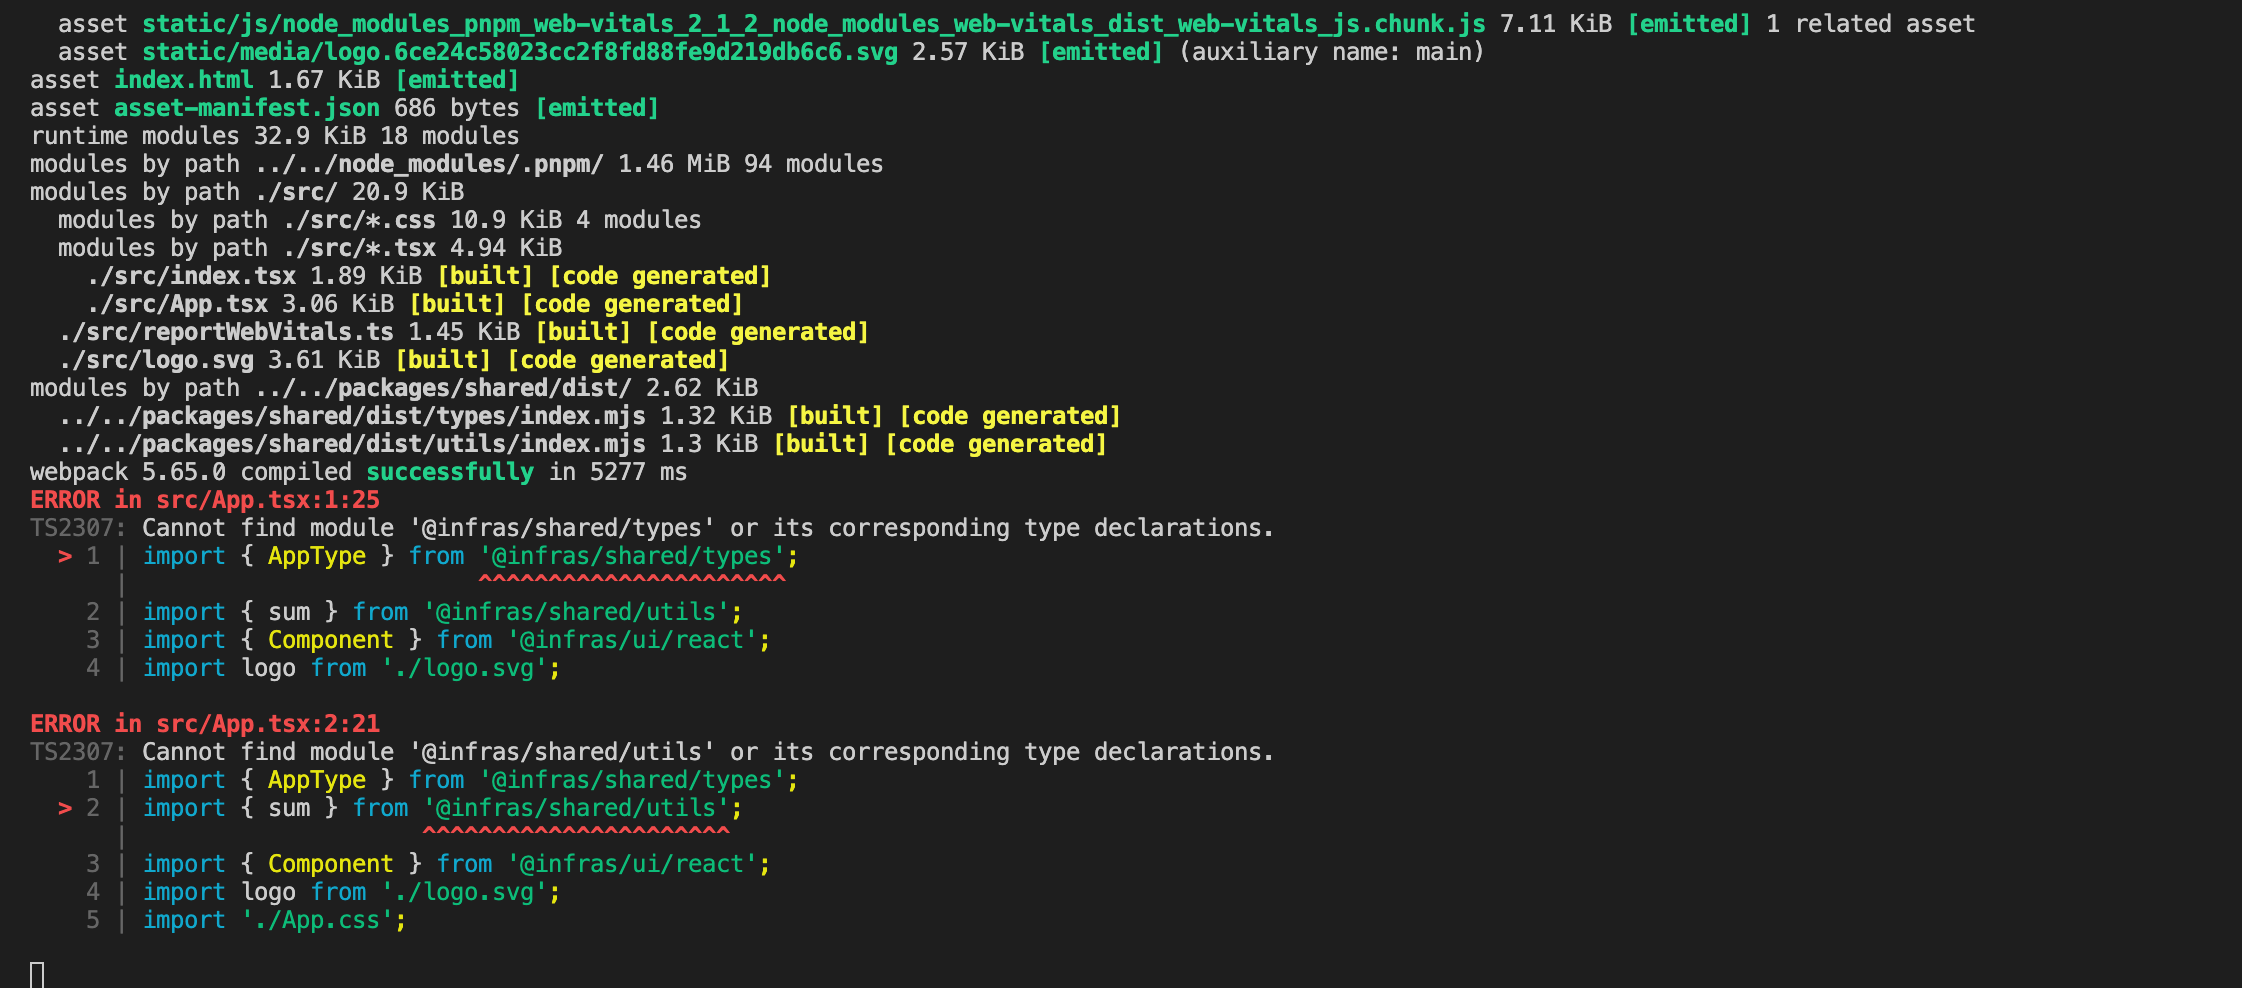 asset static/js/node_modules_pnpm_web-vitals_2_1_2_node_modules_web-vitals_dist_web-vitals_js.chunk.js 7.11 KiB [emitted] 1 related asset
asset static/media/logo.6ce24c58023cc2f8fd88fe9d219db6c6.svg 2.57 KiB [emitted] (auxiliary name: main)
asset index.html 1.67 KiB [emitted]
asset asset-manifest.json 686 bytes [emitted]
runtime modules 32.9 KiB 18 modules
modules by path ../../node_modules/.pnpm/ 1.46 MiB 94 modules
modules by path ./src/ 20.9 KiB
modules by path ./src/*.css 10.9 KiB 4 modules
modules by path ./src/*.tsx 4.94 KiB
./src/index.tsx 1.89 KiB [built] [code generated]
./src/App.tsx 3.06 KiB [built] [code generated]
./src/reportWebVitals.ts 1.45 KiB [built] [code generated]
./src/logo.svg 3.61 KiB [built] [code generated]
modules by path ../../packages/shared/dist/ 2.62 KiB
../../packages/shared/dist/types/index.mjs 1.32 KiB [built] [code generated]
../../packages/shared/dist/utils/index.mjs 1.3 KiB [built] [code generated]
webpack 5.65.0 compiled successfully in 5277 ms
ERROR in src/App.tsx:1:25
TS2307: Cannot find module '@infras/shared/types' or its corresponding type declarations.
> 1 | import { AppType } from '@infras/shared/types';
| ^^^^^^^^^^^^^^^^^^^^^^
2 | import { sum } from '@infras/shared/utils';
3 | import { Component } from '@infras/ui/react';
4 | import logo from './logo.svg';
ERROR in src/App.tsx:2:21
TS2307: Cannot find module '@infras/shared/utils' or its corresponding type declarations.
1 | import { AppType } from '@infras/shared/types';
> 2 | import { sum } from '@infras/shared/utils';
| ^^^^^^^^^^^^^^^^^^^^^^
3 | import { Component } from '@infras/ui/react';
4 | import logo from './logo.svg';
5 | import './App.css';